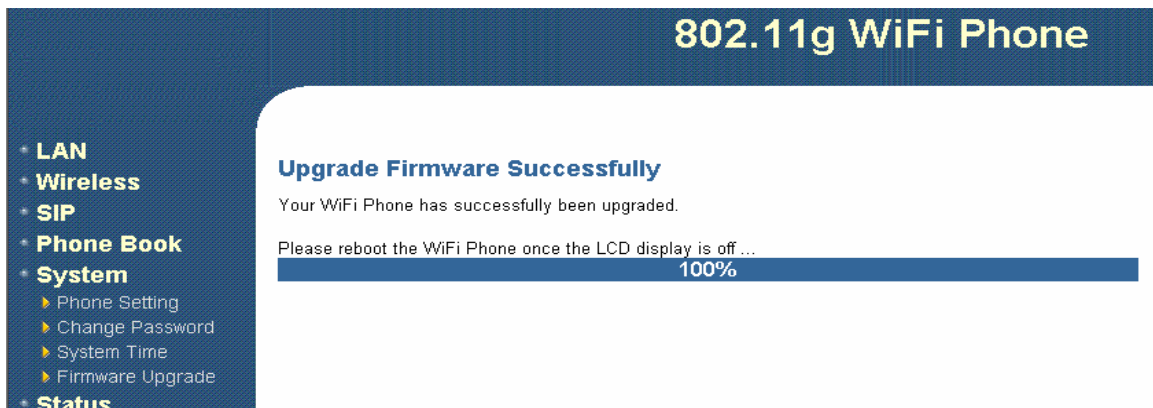 802.11g WiFi Phone
LAN
Wireless
SIP
Phone Book
System
Phone Setting
Change Password
System Time
Firmware Upgrade
Status
Upgrade Firmware Successfully
Your WiFi Phone has successfully been upgraded.
Please reboot the WiFi Phone once the LCD display is off ...
100%